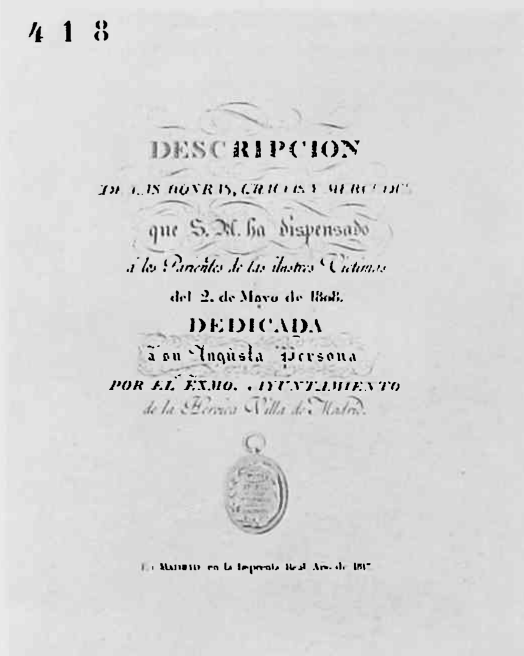 418
DESCRIPCION
DE LAS HONRAS, GRACIAS Y MERCEDES
que S. M. ha dispensado
á los Parientes de las ilustres Víctimas
del 2. de Mayo de 1808.
DEDICADA
á su Augusta Persona
POR EL EXMO. AYUNTAMIENTO
de la Heroica Villa de Madrid.
EN MADRID en la Imprenta Real Año de 1817